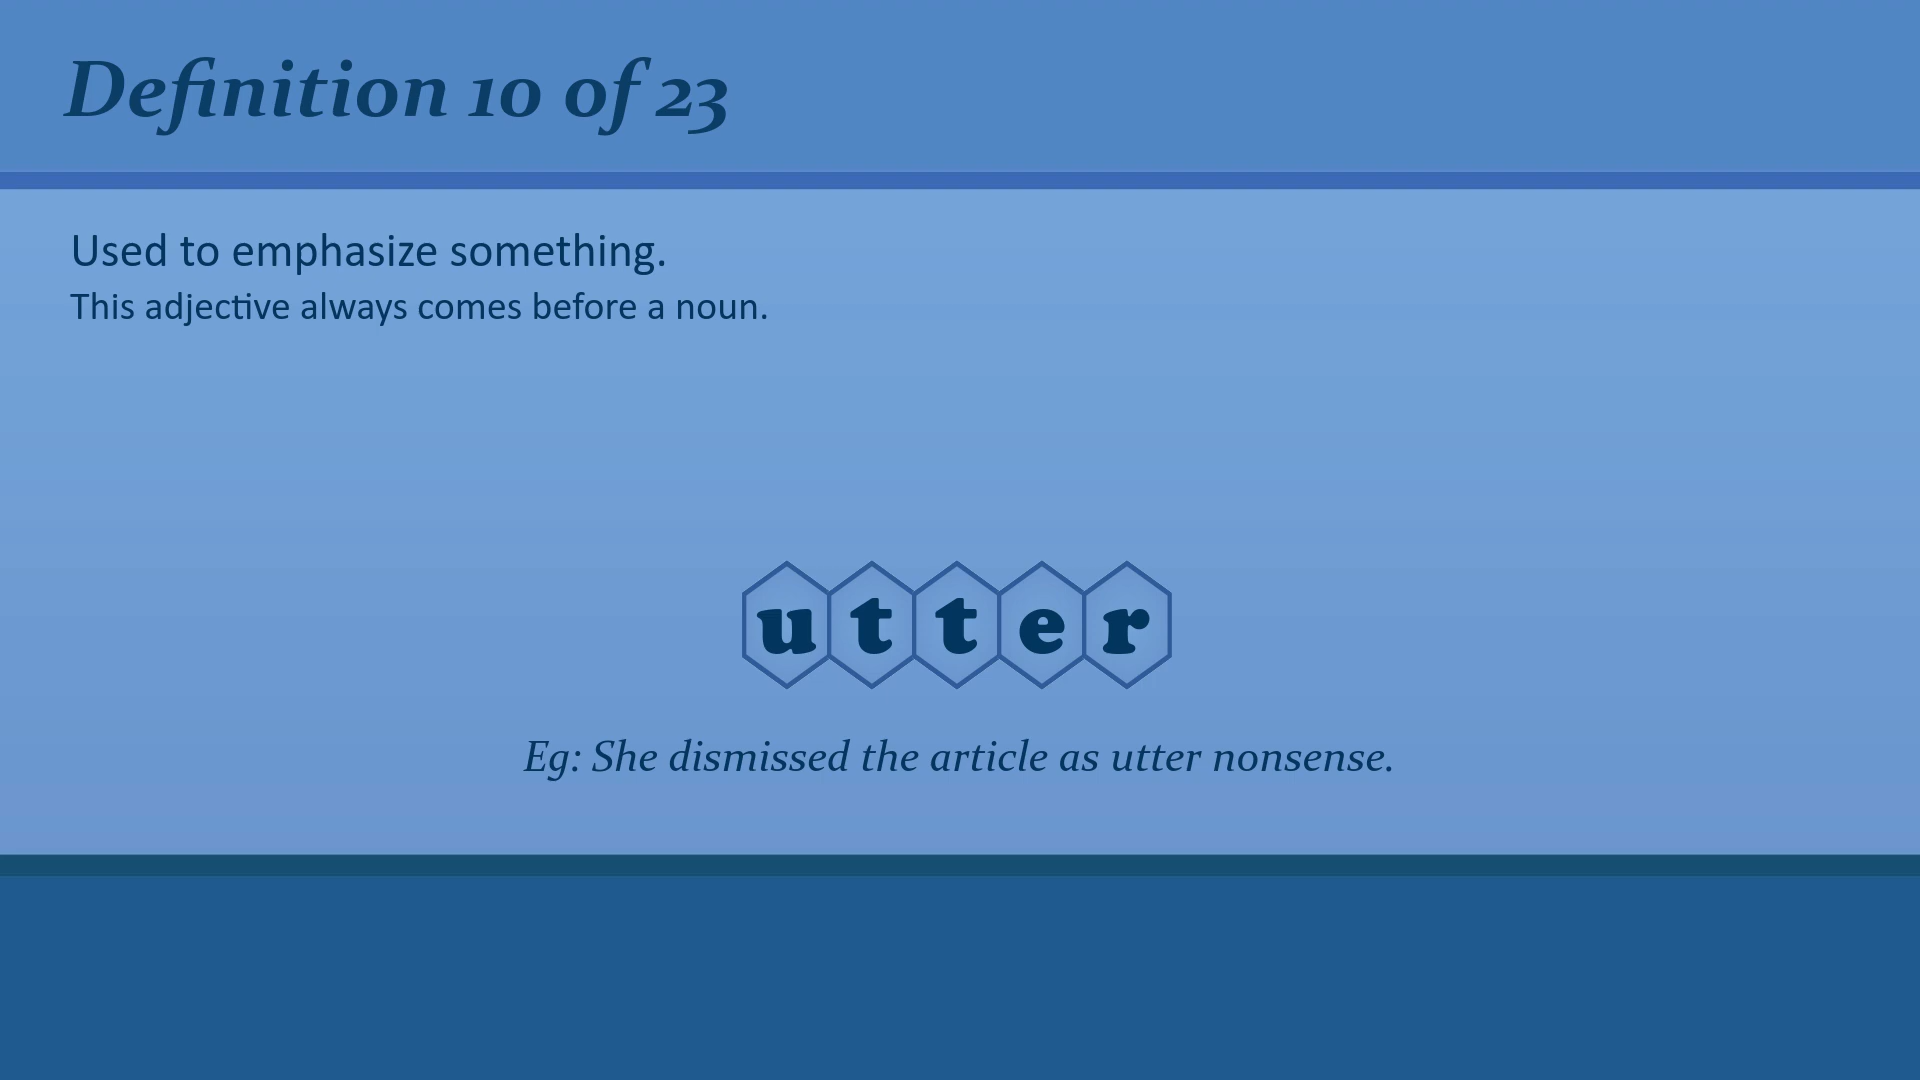 Definition 10 of 23
Used to emphasize something.
This adjective always comes before a noun.
utter
Eg: She dismissed the article as utter nonsense.